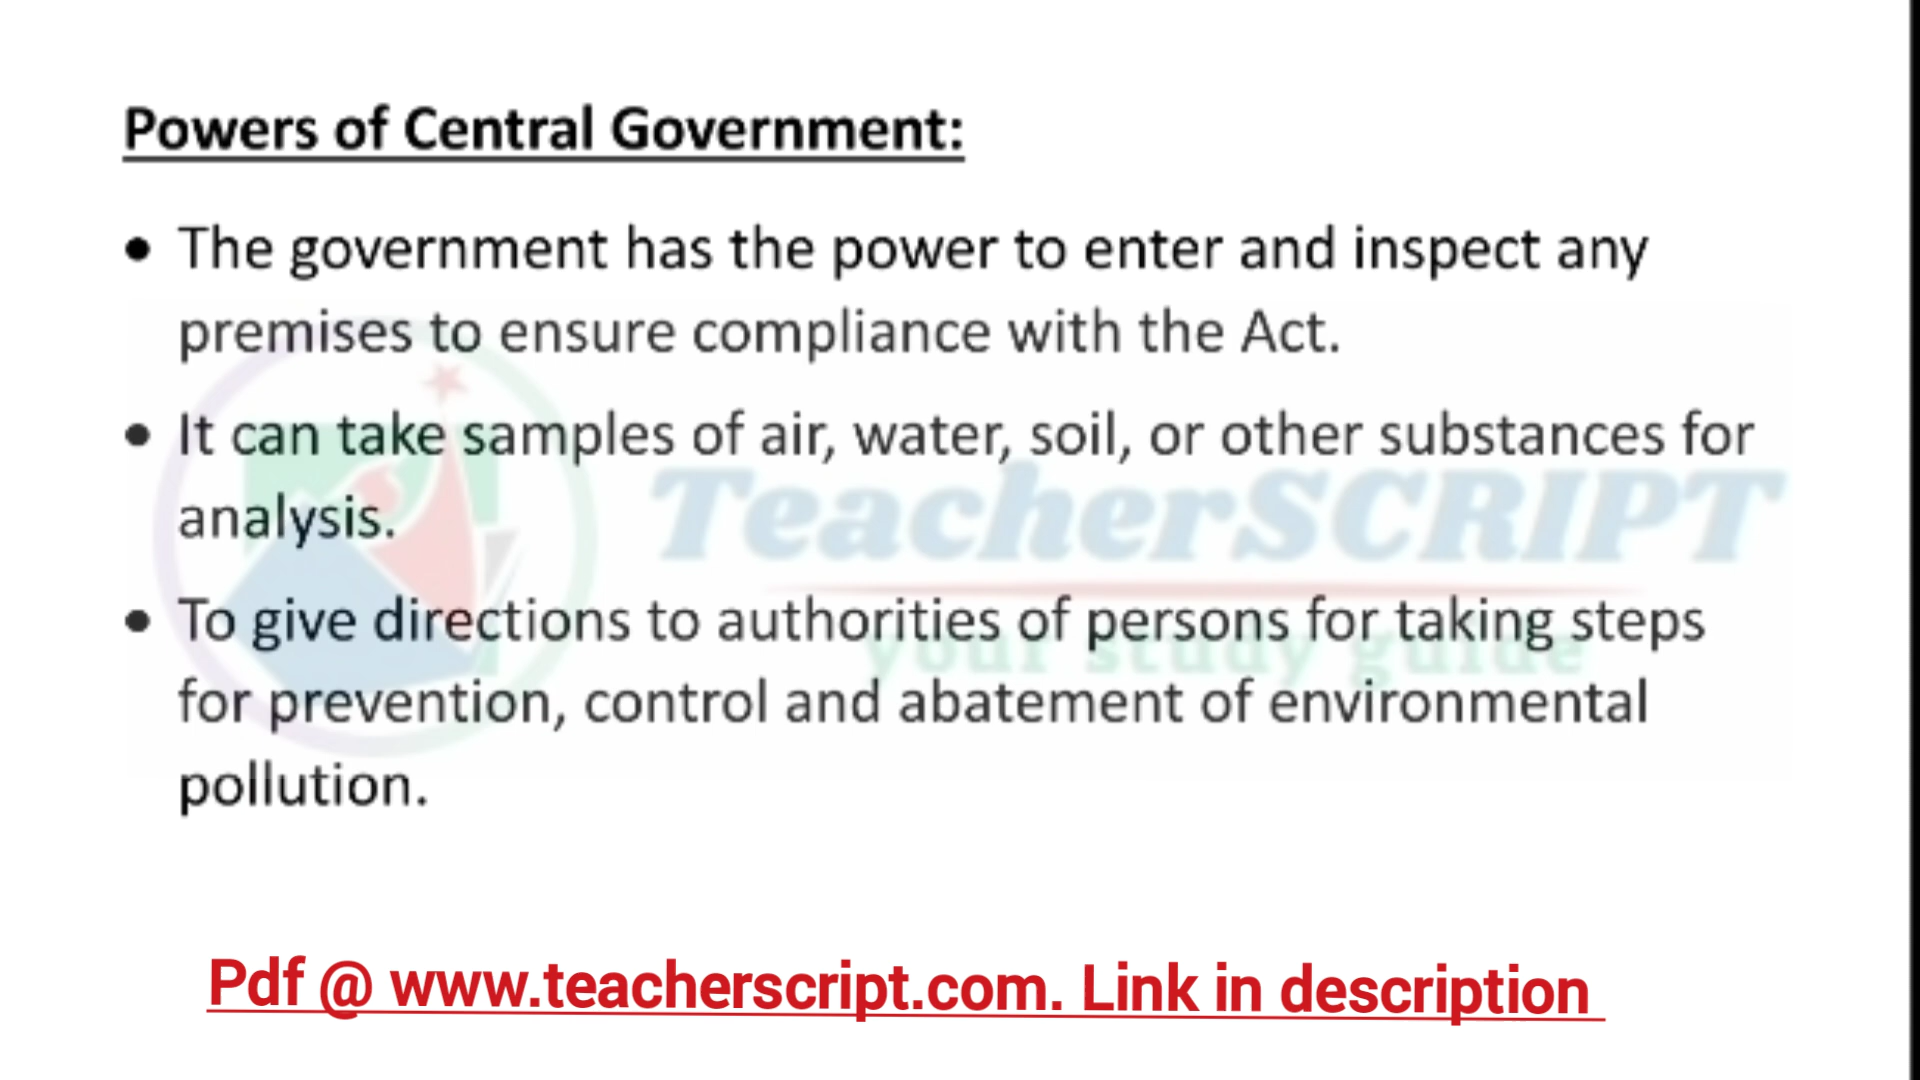 Powers of Central Government:
• The government has the power to enter and inspect any
premises to ensure compliance with the Act.
• It can take samples of air, water, soil, or other substances for
analysis.
TeacherSCRIPT
• To give directions to authorities of persons for taking steps
your study guide
for prevention, control and abatement of environmental
pollution.
Pdf @ www.teacherscript.com. Link in description